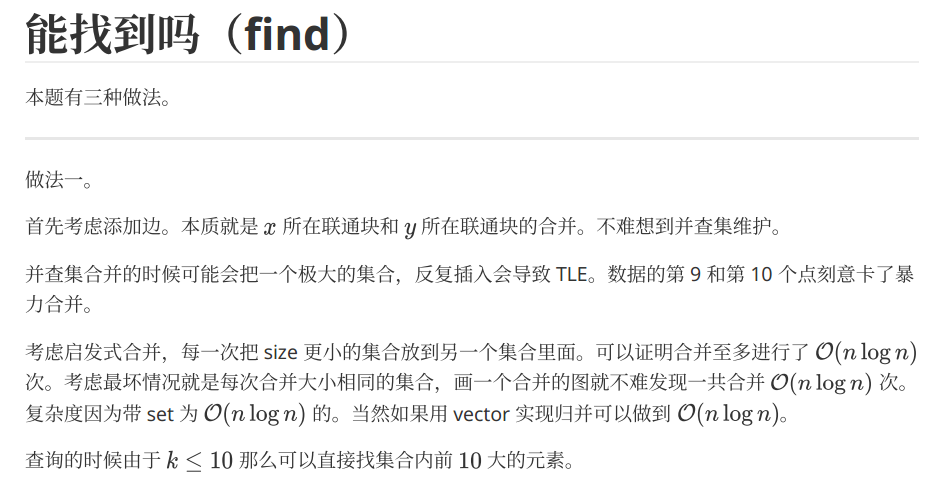 能找到吗（find）
本题有三种做法。
做法一。
首先考虑添加边。本质就是 x 所在联通块和 y 所在联通块的合并。不难想到并查集维护。
并查集合并的时候可能会把一个极大的集合，反复插入会导致 TLE。数据的第 9 和第 10 个点刻意卡了暴
力合并。
考虑启发式合并，每一次把 size 更小的集合放到另一个集合里面。可以证明合并至多进行了 O(n log n)
次。考虑最坏情况就是每次合并大小相同的集合，画一个合并的图就不难发现一共合并 O(n log n) 次。
复杂度因为带 set 为 O(n log n) 的。当然如果用 vector 实现归并可以做到 O(n log n)。
查询的时候由于 k ≤ 10 那么可以直接找集合内前 10 大的元素。